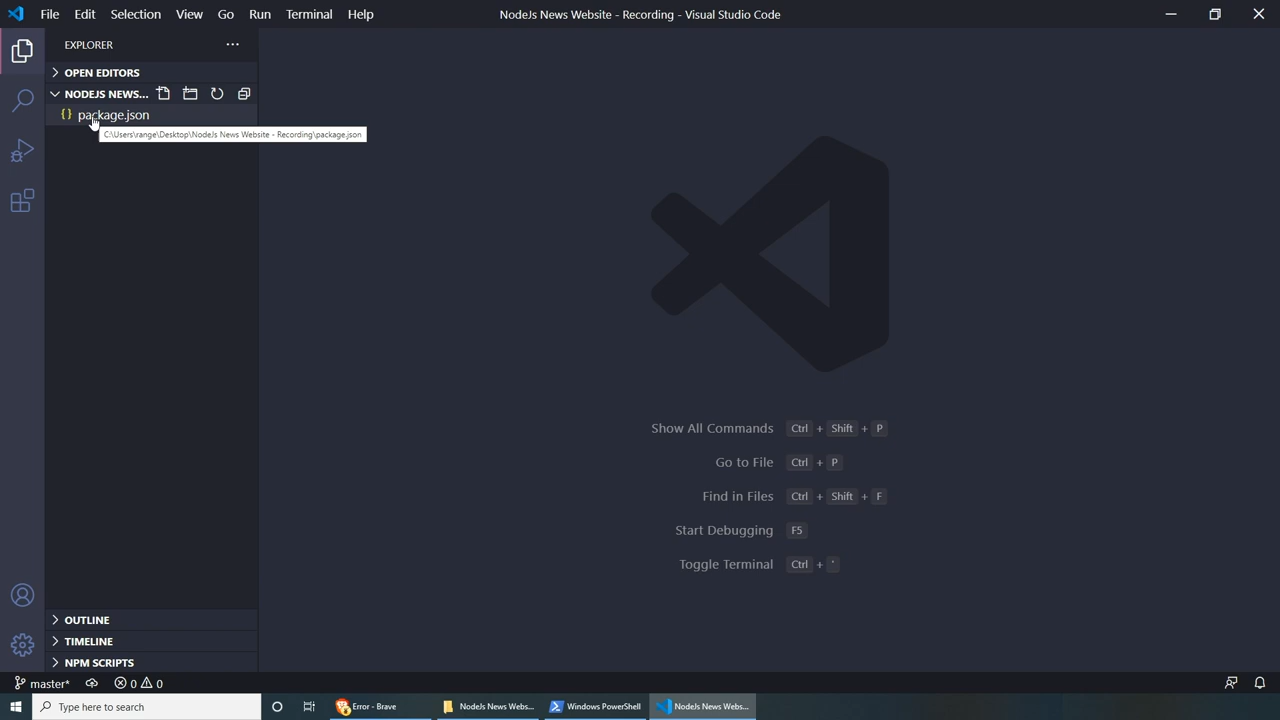 File Edit Selection View Go Run Terminal Help
NodeJs News Website - Recording - Visual Studio Code
EXPLORER
OPEN EDITORS
NODEJS NEWS...
{} package.json
C:\Users\range\Desktop\NodeJs News Website - Recording\package.json
Show All Commands Ctrl + Shift + P
Go to File Ctrl + P
Find in Files Ctrl + Shift + F
Start Debugging F5
Toggle Terminal Ctrl + `
OUTLINE
TIMELINE
NPM SCRIPTS
master* 0 0
Type here to search
Error - Brave
NodeJs News Webs...
Windows PowerShell
NodeJs News Webs...